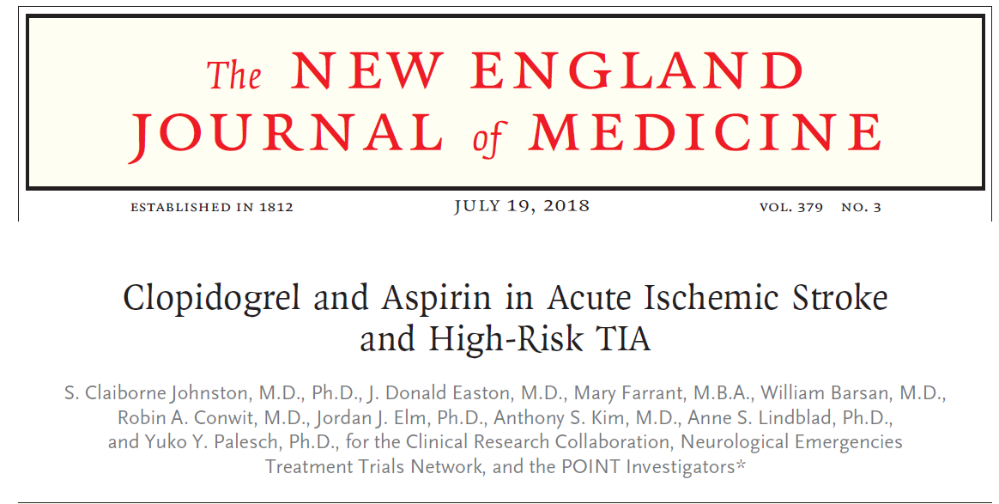 The NEW ENGLAND
JOURNAL of MEDICINE
ESTABLISHED IN 1812 JULY 19, 2018 VOL. 379 NO. 3
Clopidogrel and Aspirin in Acute Ischemic Stroke
and High-Risk TIA
S. Claiborne Johnston, M.D., Ph.D., J. Donald Easton, M.D., Mary Farrant, M.B.A., William Barsan, M.D.,
Robin A. Conwit, M.D., Jordan J. Elm, Ph.D., Anthony S. Kim, M.D., Anne S. Lindblad, Ph.D.,
and Yuko Y. Palesch, Ph.D., for the Clinical Research Collaboration, Neurological Emergencies
Treatment Trials Network, and the POINT Investigators*